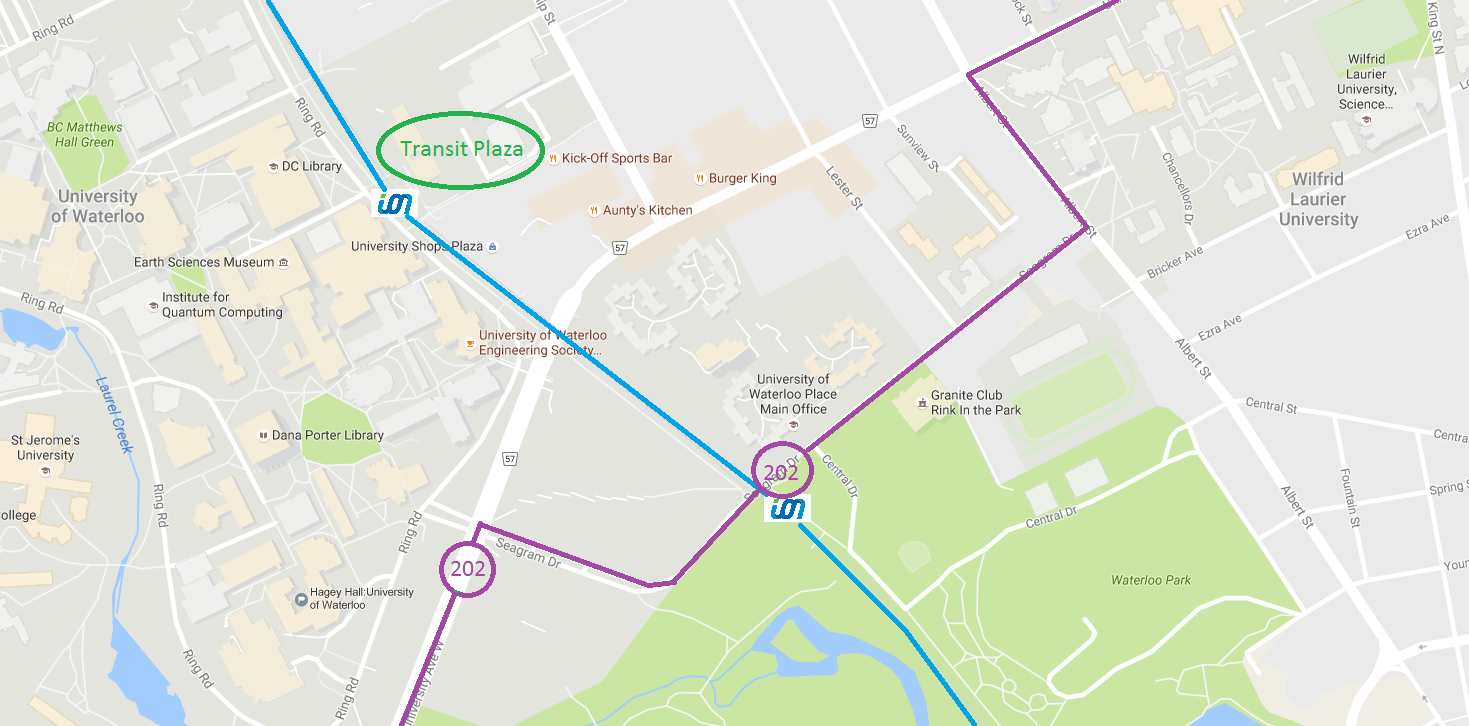 Ring Rd
BC Matthews
Hall Green
University
of Waterloo
Ring Rd
DC Library
Transit Plaza
Kick-Off Sports Bar
Burger King
Aunty's Kitchen
57
57
University Shops Plaza
Earth Sciences Museum
Institute for
Quantum Computing
Ring Rd
University of Waterloo
Engineering Society...
Laurel Creek
Dana Porter Library
St Jerome's
University
ollege
Ring Rd
Ring Rd
57
202
Seagram Dr
Hagey Hall:University
of Waterloo
Ring Rd
Ring Rd
University Ave W
Lester St
Sunview St
Albert St
Albert St
Seagram Dr
Chancellors Dr
Wilfrid
Laurier
University,
Science...
King St N
Wilfrid
Laurier
University
Bricker Ave
Ezra Ave
Ezra Ave
Albert St
University of
Waterloo Place
Main Office
Granite Club
Rink In the Park
202
Seagram Dr
Central Dr
Central Dr
Central St
Centra
Fountain St
Spring S
Albert St
Youn
Waterloo Park